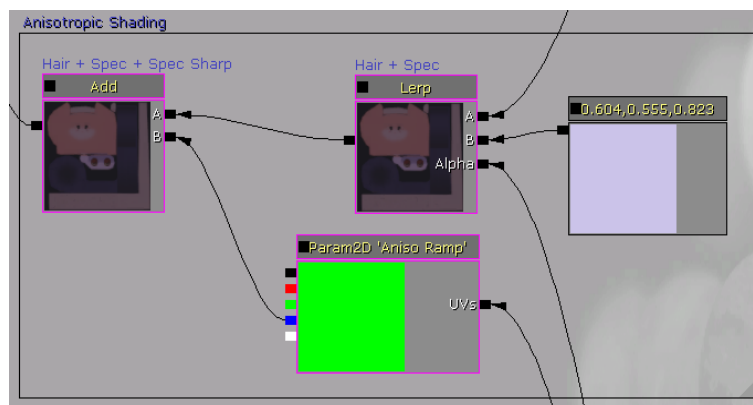 Anisotropic Shading
Hair + Spec + Spec Sharp
Add
A
B
Hair + Spec
Lerp
A
B
Alpha
0.604,0.555,0.823
Param2D 'Aniso Ramp'
UVs